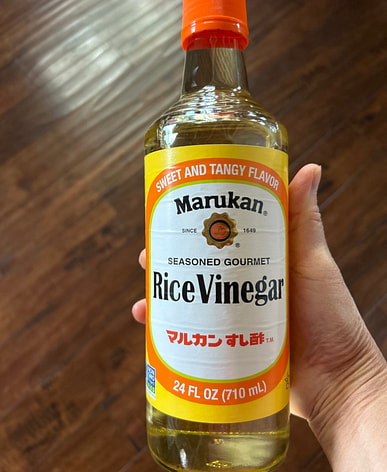 SWEET AND TANGY FLAVOR
Marukan®
SINCE 1649
®
SEASONED GOURMET
Rice Vinegar
マルカン すし酢 T.M.
24 FL OZ (710 mL)